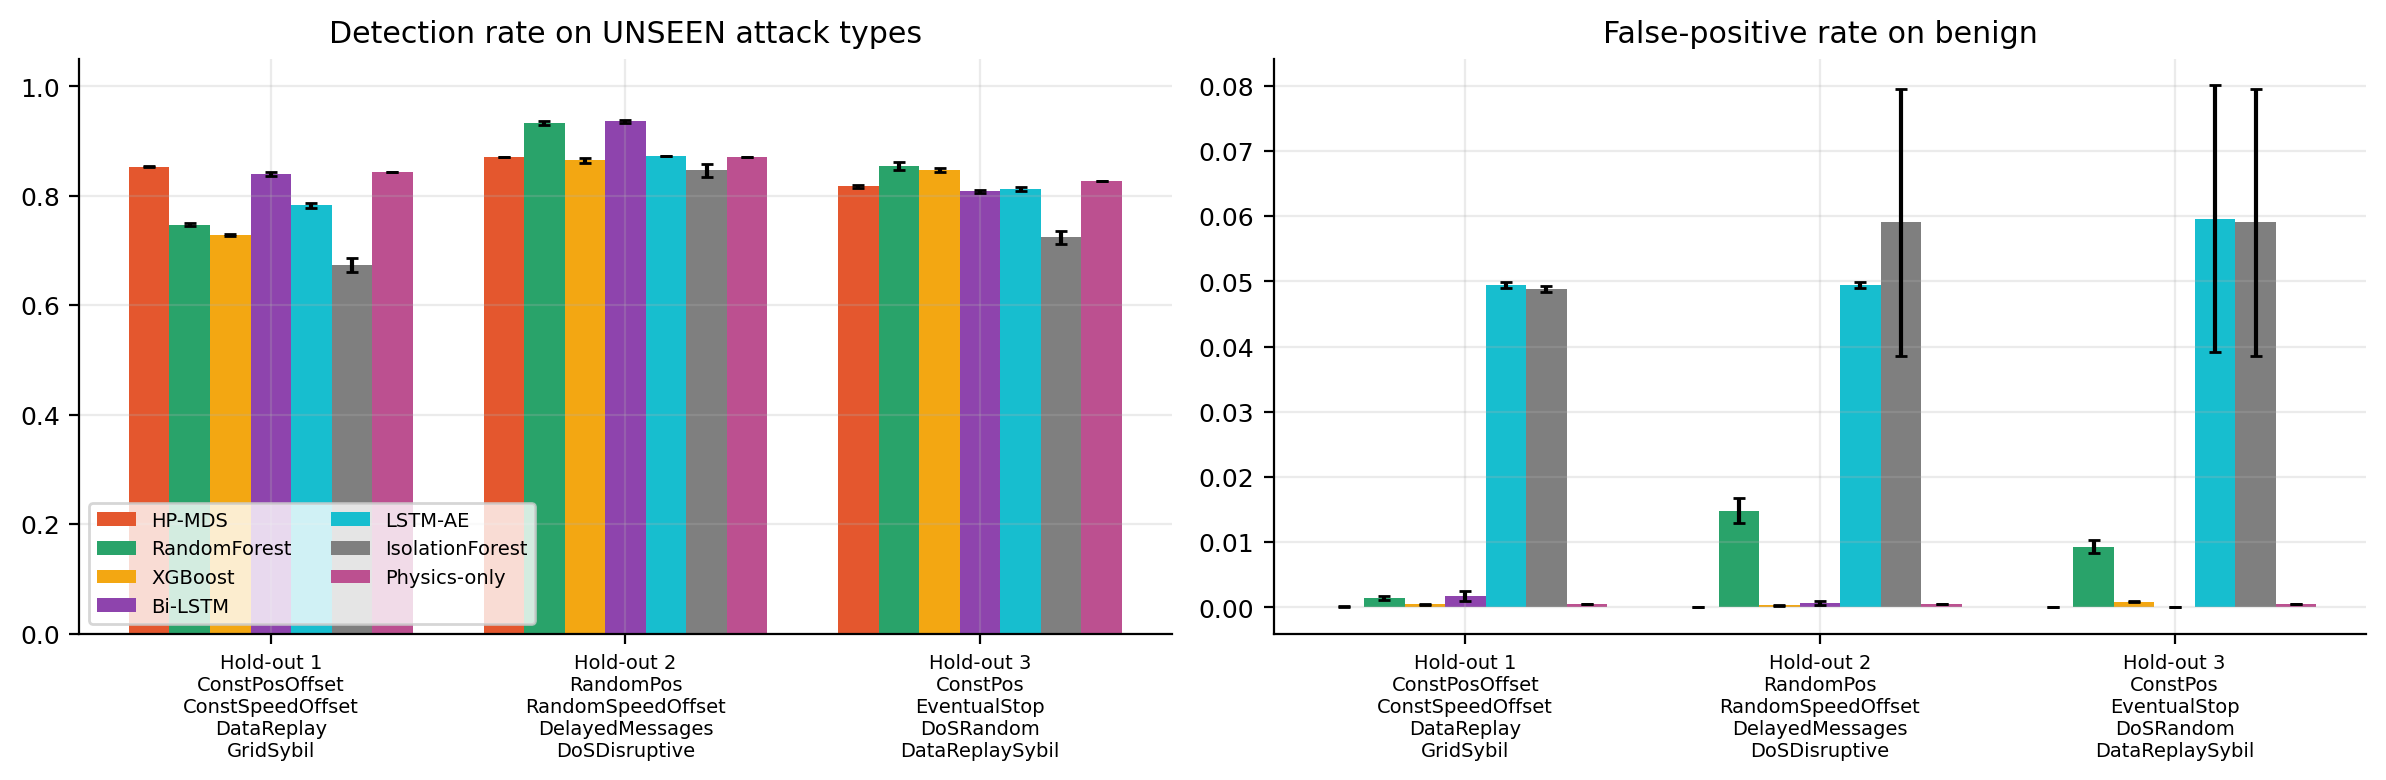 Detection rate on UNSEEN attack types
1.0
0.8
0.6
0.4
0.2
0.0
HP-MDS
RandomForest
XGBoost
Bi-LSTM
LSTM-AE
IsolationForest
Physics-only
Hold-out 1
ConstPosOffset
ConstSpeedOffset
DataReplay
GridSybil
Hold-out 2
RandomPos
RandomSpeedOffset
DelayedMessages
DoSDisruptive
Hold-out 3
ConstPos
EventualStop
DoSRandom
DataReplaySybil
False-positive rate on benign
0.08
0.07
0.06
0.05
0.04
0.03
0.02
0.01
0.00
Hold-out 1
ConstPosOffset
ConstSpeedOffset
DataReplay
GridSybil
Hold-out 2
RandomPos
RandomSpeedOffset
DelayedMessages
DoSDisruptive
Hold-out 3
ConstPos
EventualStop
DoSRandom
DataReplaySybil